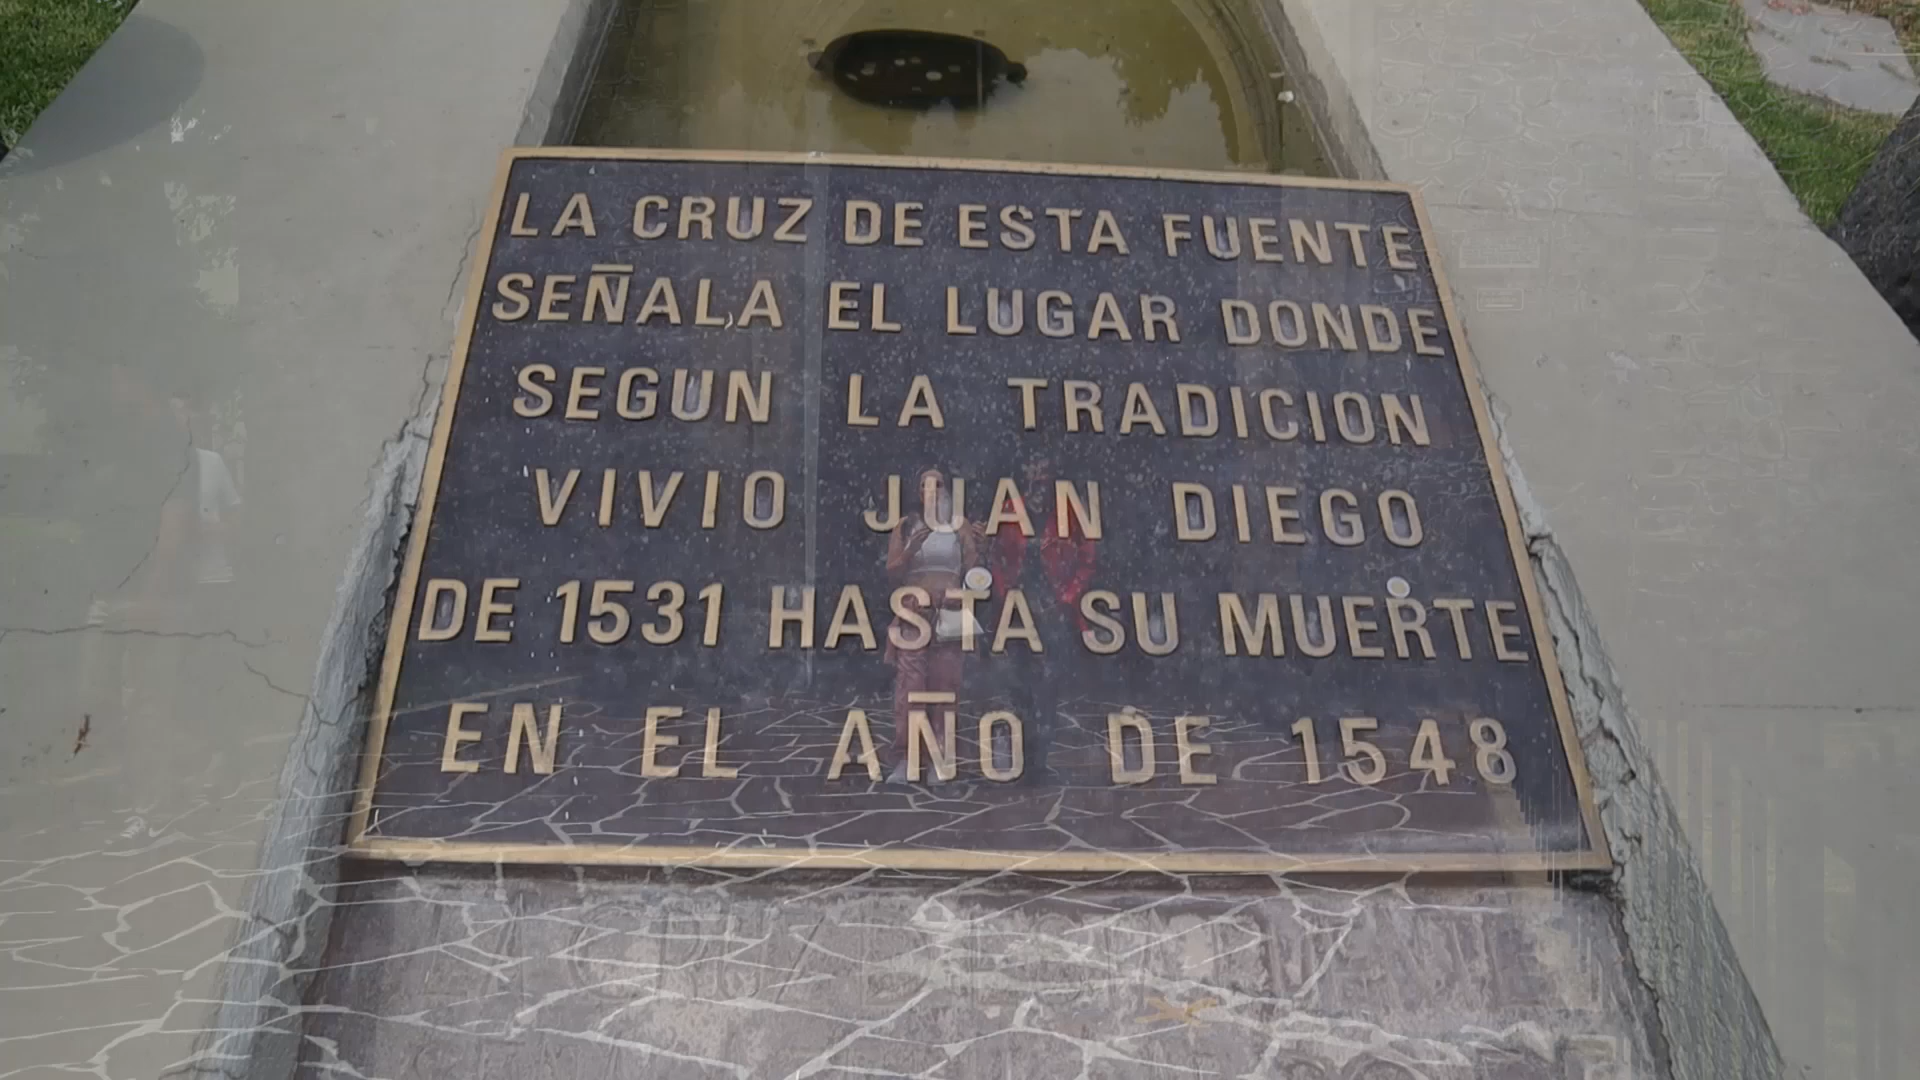 LA CRUZ DE ESTA FUENTE
SEÑALA EL LUGAR DONDE
SEGUN LA TRADICION
VIVIO JUAN DIEGO
DE 1531 HASTA SU MUERTE
EN EL AÑO DE 1548